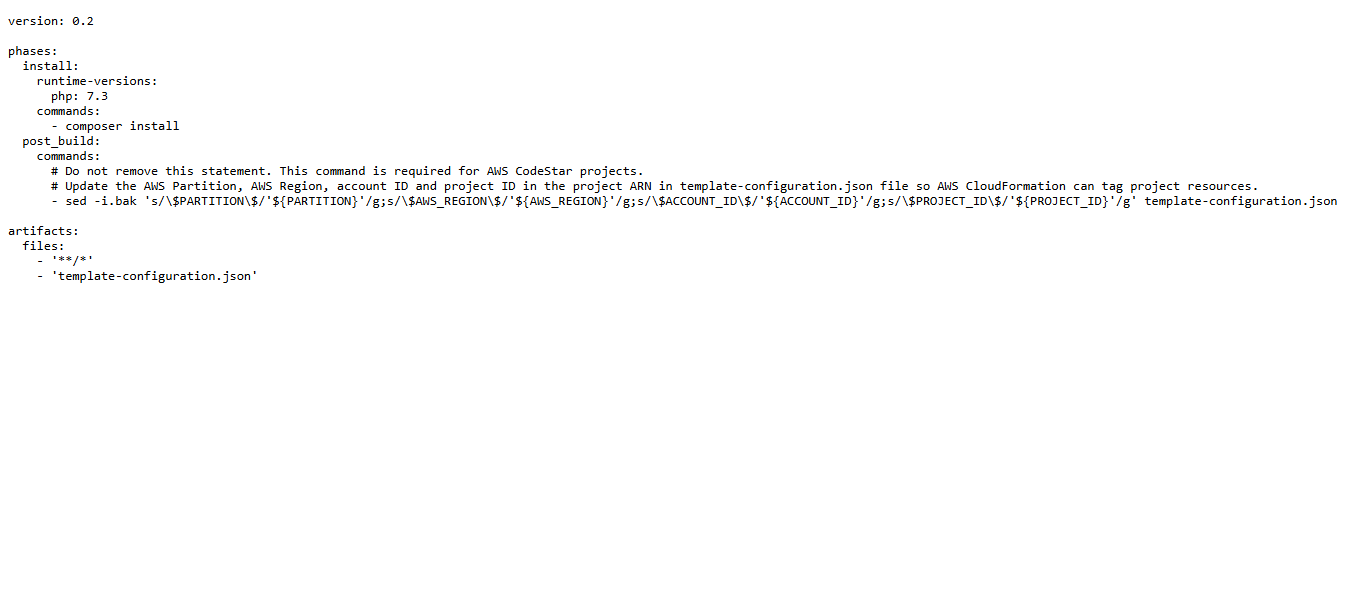 version: 0.2

phases:
  install:
    runtime-versions:
      php: 7.3
    commands:
      - composer install
  post_build:
    commands:
      # Do not remove this statement. This command is required for AWS CodeStar projects.
      # Update the AWS Partition, AWS Region, account ID and project ID in the project ARN in template-configuration.json file so AWS CloudFormation can tag project resources.
      - sed -i.bak 's/\$PARTITION\$/'${PARTITION}'/g;s/\$AWS_REGION\$/'${AWS_REGION}'/g;s/\$ACCOUNT_ID\$/'${ACCOUNT_ID}'/g;s/\$PROJECT_ID\$/'${PROJECT_ID}'/g' template-configuration.json

artifacts:
  files:
    - '**/*'
    - 'template-configuration.json'